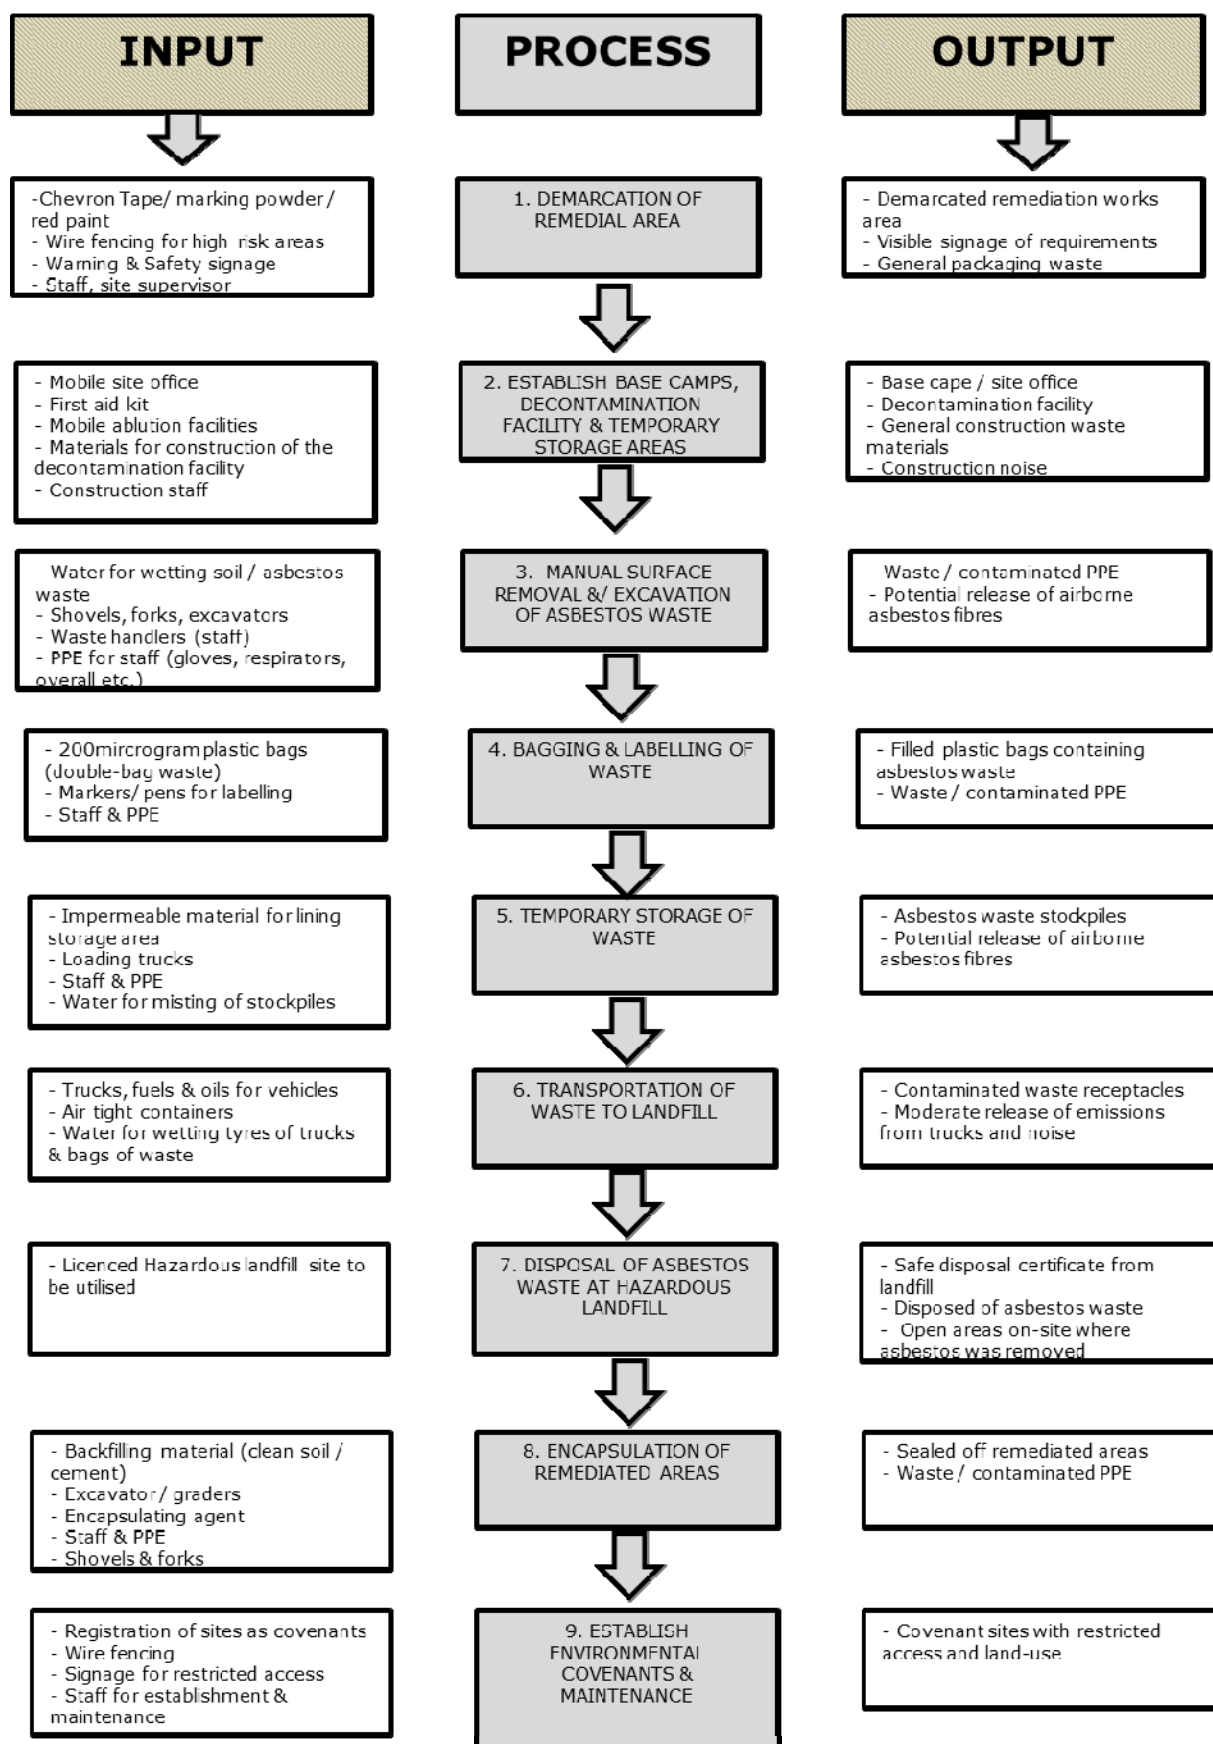 INPUT
PROCESS
OUTPUT
-Chevron Tape/ marking powder /
red paint
- Wire fencing for high risk areas
- Warning & Safety signage
- Staff, site supervisor
1. DEMARCATION OF
REMEDIAL AREA
- Demarcated remediation works
area
- Visible signage of requirements
- General packaging waste
- Mobile site office
- First aid kit
- Mobile ablution facilities
- Materials for construction of the
decontamination facility
- Construction staff
2. ESTABLISH BASE CAMPS,
DECONTAMINATION
FACILITY & TEMPORARY
STORAGE AREAS
- Base cape / site office
- Decontamination facility
- General construction waste
materials
- Construction noise
Water for wetting soil / asbestos
waste
- Shovels, forks, excavators
- Waste handlers (staff)
- PPE for staff (gloves, respirators,
overall etc.)
3. MANUAL SURFACE
REMOVAL &/ EXCAVATION
OF ASBESTOS WASTE
Waste / contaminated PPE
- Potential release of airborne
asbestos fibres
- 200mircrogram plastic bags
(double-bag waste)
- Markers/ pens for labelling
- Staff & PPE
4. BAGGING & LABELLING OF
WASTE
- Filled plastic bags containing
asbestos waste
- Waste / contaminated PPE
- Impermeable material for lining
storage area
- Loading trucks
- Staff & PPE
- Water for misting of stockpiles
5. TEMPORARY STORAGE OF
WASTE
- Asbestos waste stockpiles
- Potential release of airborne
asbestos fibres
- Trucks, fuels & oils for vehicles
- Air tight containers
- Water for wetting tyres of trucks
& bags of waste
6. TRANSPORTATION OF
WASTE TO LANDFILL
- Contaminated waste receptacles
- Moderate release of emissions
from trucks and noise
- Licenced Hazardous landfill site to
be utilised
7. DISPOSAL OF ASBESTOS
WASTE AT HAZARDOUS
LANDFILL
- Safe disposal certificate from
landfill
- Disposed of asbestos waste
- Open areas on-site where
asbestos was removed
- Backfilling material (clean soil /
cement)
- Excavator / graders
- Encapsulating agent
- Staff & PPE
- Shovels & forks
8. ENCAPSULATION OF
REMEDIATED AREAS
- Sealed off remediated areas
- Waste / contaminated PPE
- Registration of sites as covenants
- Wire fencing
- Signage for restricted access
- Staff for establishment &
maintenance
9. ESTABLISH
ENVIRONMENTAL
COVENANTS &
MAINTENANCE
- Covenant sites with restricted
access and land-use